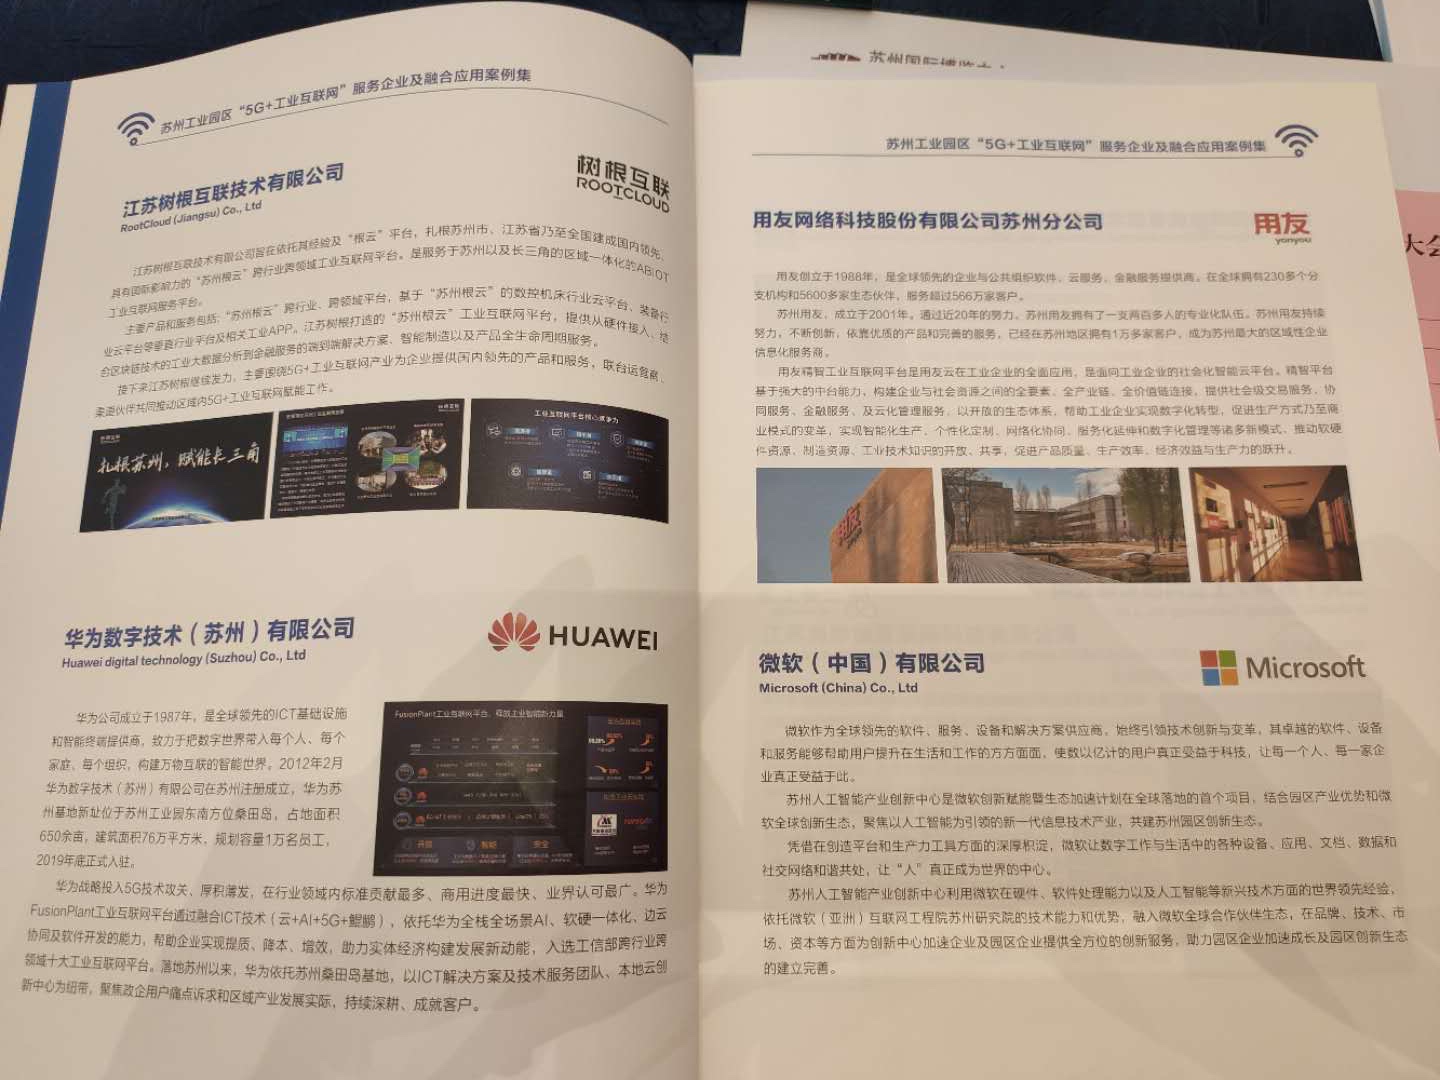 苏州国际博览中心
苏州工业园区“5G+工业互联网”服务企业及融合应用案例集
江苏树根互联技术有限公司
RootCloud (Jiangsu) Co., Ltd
树根互联
ROOTCLOUD
江苏树根互联技术有限公司旨在依托其经验及“根云”平台，扎根苏州市、江苏省乃至全国建成国内领先、
具有国际影响力的“苏州根云”跨行业跨领域工业互联网平台。是服务于苏州以及长三角的区域一体化的ABIOT
工业互联网服务平台。
主要产品和服务包括：“苏州根云”跨行业、跨领域平台，基于“苏州根云”的数控机床行业云平台、装备行
业云平台等垂直行业平台及相关工业APP。江苏树根打造的“苏州根云”工业互联网平台，提供从硬件接入、结
合区块链技术的工业大数据分析到金融服务的端到端解决方案、智能制造以及产品全生命周期服务。
接下来江苏树根继续发力，主要围绕5G+工业互联网产业为企业提供国内领先的产品和服务，联合运营商、
渠道伙伴共同推动区域内5G+工业互联网赋能工作。
扎根苏州，赋能长三角
工业互联网平台核心竞争力
华为数字技术（苏州）有限公司
Huawei digital technology (Suzhou) Co., Ltd
HUAWEI
华为公司成立于1987年，是全球领先的ICT基础设施
和智能终端提供商，致力于把数字世界带入每个人、每个
家庭、每个组织，构建万物互联的智能世界。2012年2月
华为数字技术（苏州）有限公司在苏州注册成立，华为苏
州基地新址位于苏州工业园东南方位桑田岛，占地面积
650余亩，建筑面积76万平方米，规划容量1万名员工，
2019年底正式入驻。
FusionPlant工业互联网平台，释放工业智能新力量
开放 智能 安全
华为战略投入5G技术攻关、厚积薄发，在行业领域内标准贡献最多、商用进度最快、业界认可最广。华为
FusionPlant工业互联网平台通过融合ICT技术（云+AI+5G+鲲鹏），依托华为全栈全场景AI、软硬一体化、边云
协同及软件开发的能力，帮助企业实现提质、降本、增效，助力实体经济构建发展新动能，入选工信部跨行业跨
领域十大工业互联网平台。落地苏州以来，华为依托苏州桑田岛基地，以ICT解决方案及技术服务团队、本地云创
新中心为纽带，聚焦政企用户痛点诉求和区域产业发展实际，持续深耕、成就客户。
苏州工业园区“5G+工业互联网”服务企业及融合应用案例集
用友网络科技股份有限公司苏州分公司
用友
yonyou
用友创立于1988年，是全球领先的企业与公共组织软件、云服务、金融服务提供商。在全球拥有230多个分
支机构和5600多家生态伙伴，服务超过566万家客户。
苏州用友，成立于2001年。通过近20年的努力，苏州用友拥有了一支两百多人的专业化队伍。苏州用友持续
努力，不断创新，依靠优质的产品和完善的服务，已经在苏州地区拥有1万多家客户，成为苏州最大的区域性企业
信息化服务商。
用友精智工业互联网平台是用友云在工业企业的全面应用，是面向工业企业的社会化智能云平台。精智平台
基于强大的中台能力，构建企业与社会资源之间的全要素、全产业链、全价值链连接，提供社会级交易服务、协
同服务、金融服务、及云化管理服务，以开放的生态体系，帮助工业企业实现数字化转型，促进生产方式乃至商
业模式的变革，实现智能化生产、个性化定制、网络化协同、服务化延伸和数字化管理等诸多新模式，推动软硬
件资源、制造资源、工业技术知识的开放、共享，促进产品质量、生产效率、经济效益与生产力的跃升。
用友
微软（中国）有限公司
Microsoft (China) Co., Ltd
Microsoft
微软作为全球领先的软件、服务、设备和解决方案供应商，始终引领技术创新与变革，其卓越的软件、设备
和服务能够帮助用户提升在生活和工作的方方面面，使数以亿计的用户真正受益于科技，让每一个人、每一家企
业真正受益于此。
苏州人工智能产业创新中心是微软创新赋能暨生态加速计划在全球落地的首个项目，结合园区产业优势和微
软全球创新生态，聚焦以人工智能为引领的新一代信息技术产业，共建苏州园区创新生态。
凭借在创造平台和生产力工具方面的深厚积淀，微软让数字工作与生活中的各种设备、应用、文档、数据和
社交网络和谐共处，让“人”真正成为世界的中心。
苏州人工智能产业创新中心利用微软在硬件、软件处理能力以及人工智能等新兴技术方面的世界领先经验，
依托微软（亚洲）互联网工程院苏州研究院的技术能力和优势，融入微软全球合作伙伴生态，在品牌、技术、市
场、资本等方面为创新中心加速企业及园区企业提供全方位的创新服务，助力园区企业加速成长及园区创新生态
的建立完善。
大会